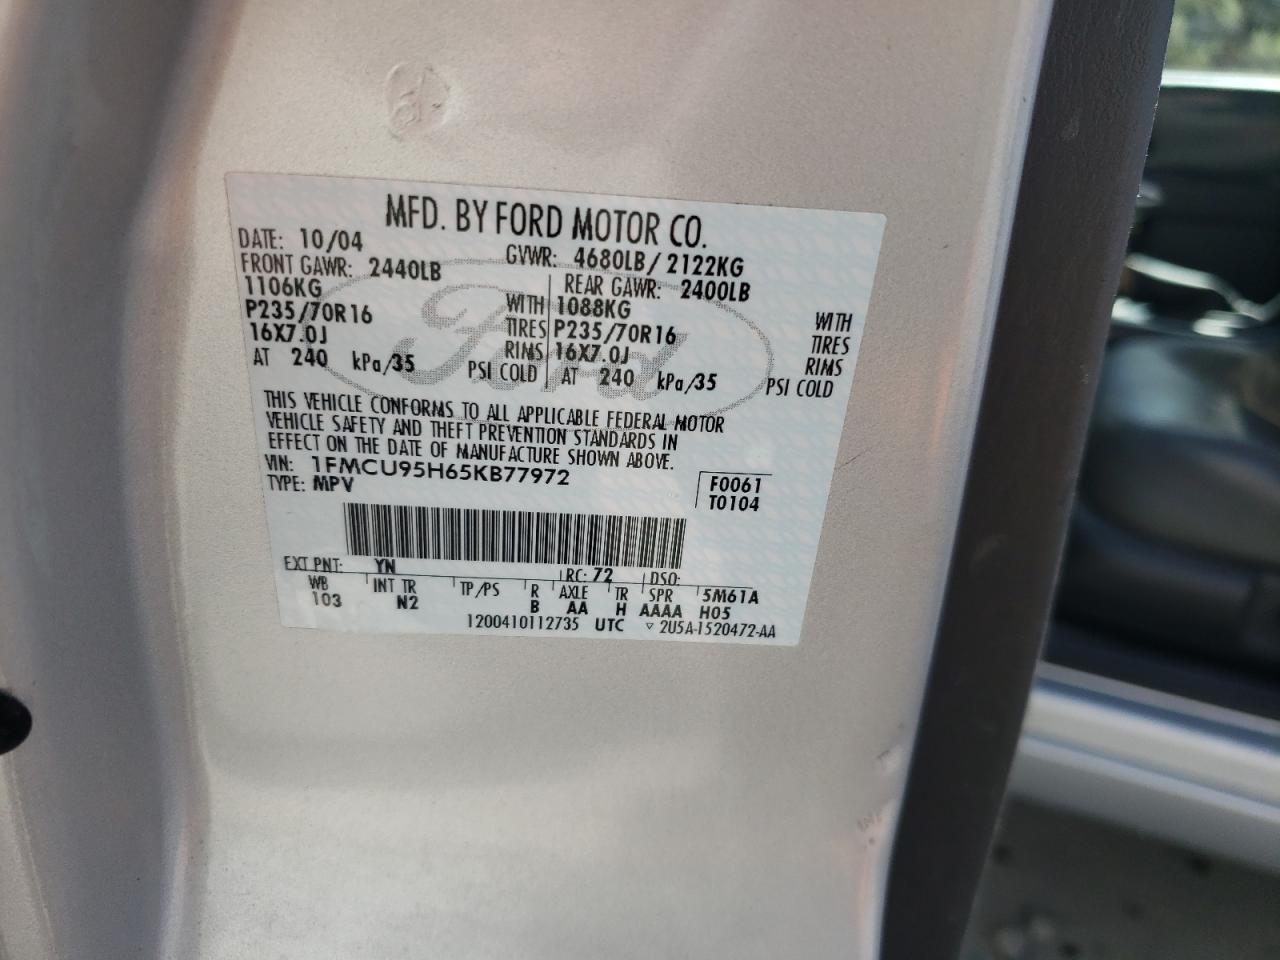 MFD. BY FORD MOTOR CO.
DATE: 10/04 GVWR: 4680LB/2122KG
FRONT GAWR: 2440LB REAR GAWR: 2400LB
1106KG WITH 1088KG WITH
P235/70R16 TIRES P235/70R16 TIRES
16X7.0J RIMS 16X7.0J RIMS
AT 240 kPa/35 PSI COLD AT 240 kPa/35 PSI COLD
Ford
THIS VEHICLE CONFORMS TO ALL APPLICABLE FEDERAL MOTOR
VEHICLE SAFETY AND THEFT PREVENTION STANDARDS IN
EFFECT ON THE DATE OF MANUFACTURE SHOWN ABOVE.
VIN: 1FMCU95H65KB77972 F0061
TYPE: MPV T0104
EXT PNT: YN RC: 72 DSO:
WB INT TR TP/PS R AXLE TR SPR 5M61A
103 N2 B AA H AAAA H05
1200410112735 UTC ▽ 2U5A-1520472-AA